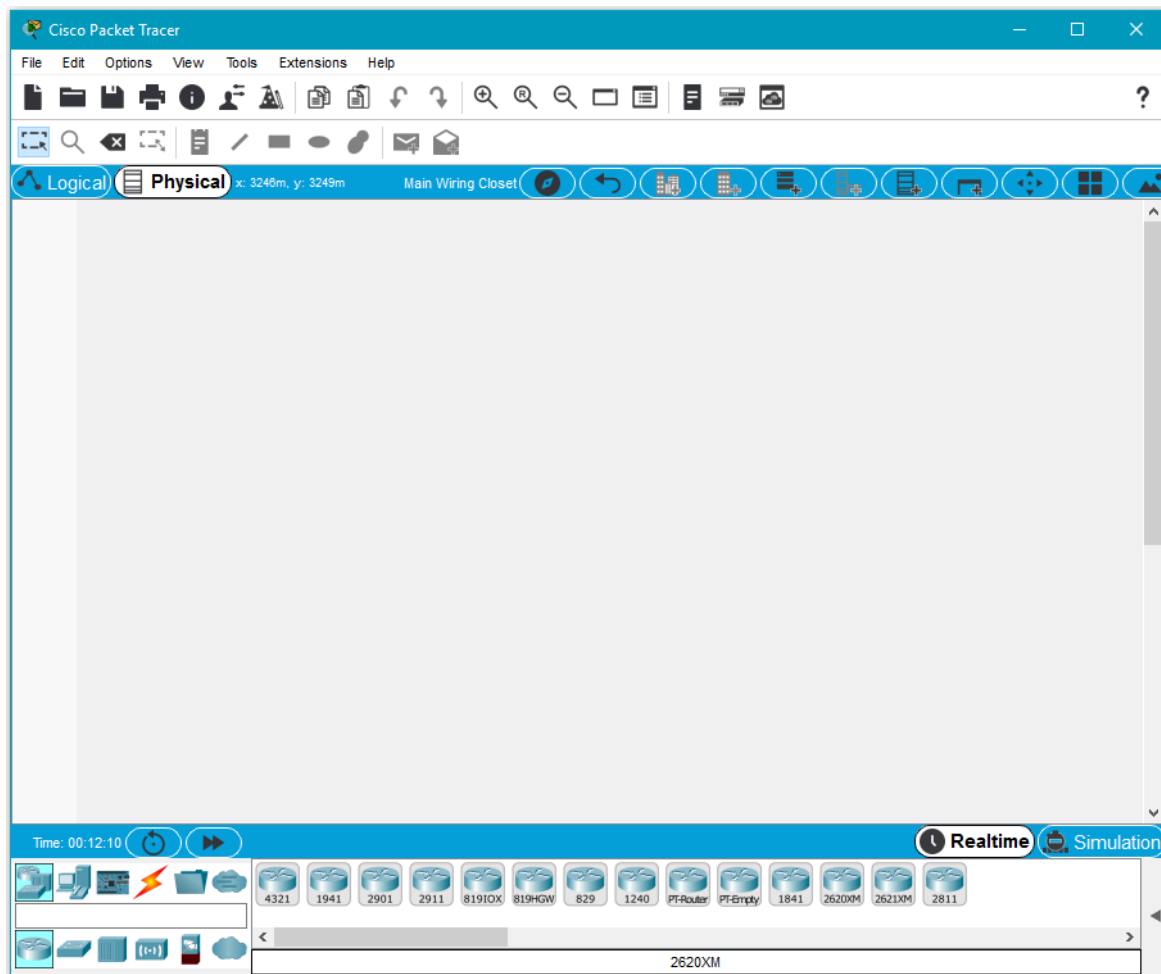 Cisco Packet Tracer
File Edit Options View Tools Extensions Help
Logical Physical x: 3246m, y: 3249m Main Wiring Closet
Time: 00:12:10 Realtime Simulation
4321 1941 2901 2911 819IOX 819HGW 829 1240 PT-Router PT-Empty 1841 2620XM 2621XM 2811
2620XM